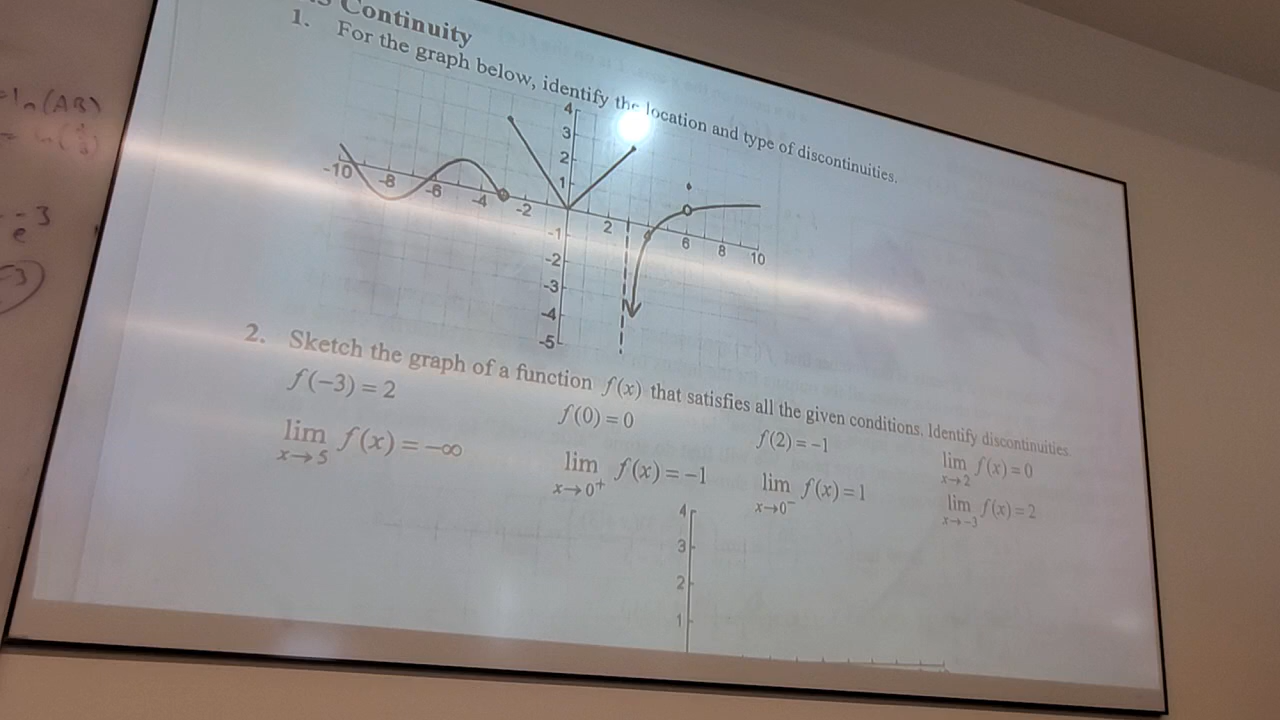 Continuity
1. For the graph below, identify the location and type of discontinuities.
4
3
2
1
-10 -8 -6 -4 -2 2 4 6 8 10
-1
-2
-3
-4
-5
2. Sketch the graph of a function f(x) that satisfies all the given conditions. Identify discontinuities.
f(−3) = 2 f(0) = 0 f(2) = −1 lim x→2 f(x) = 0
lim x→5 f(x) = −∞ lim x→0⁺ f(x) = −1 lim x→0⁻ f(x) = 1 lim x→−3 f(x) = 2
4
3
2
1
ln(AB)